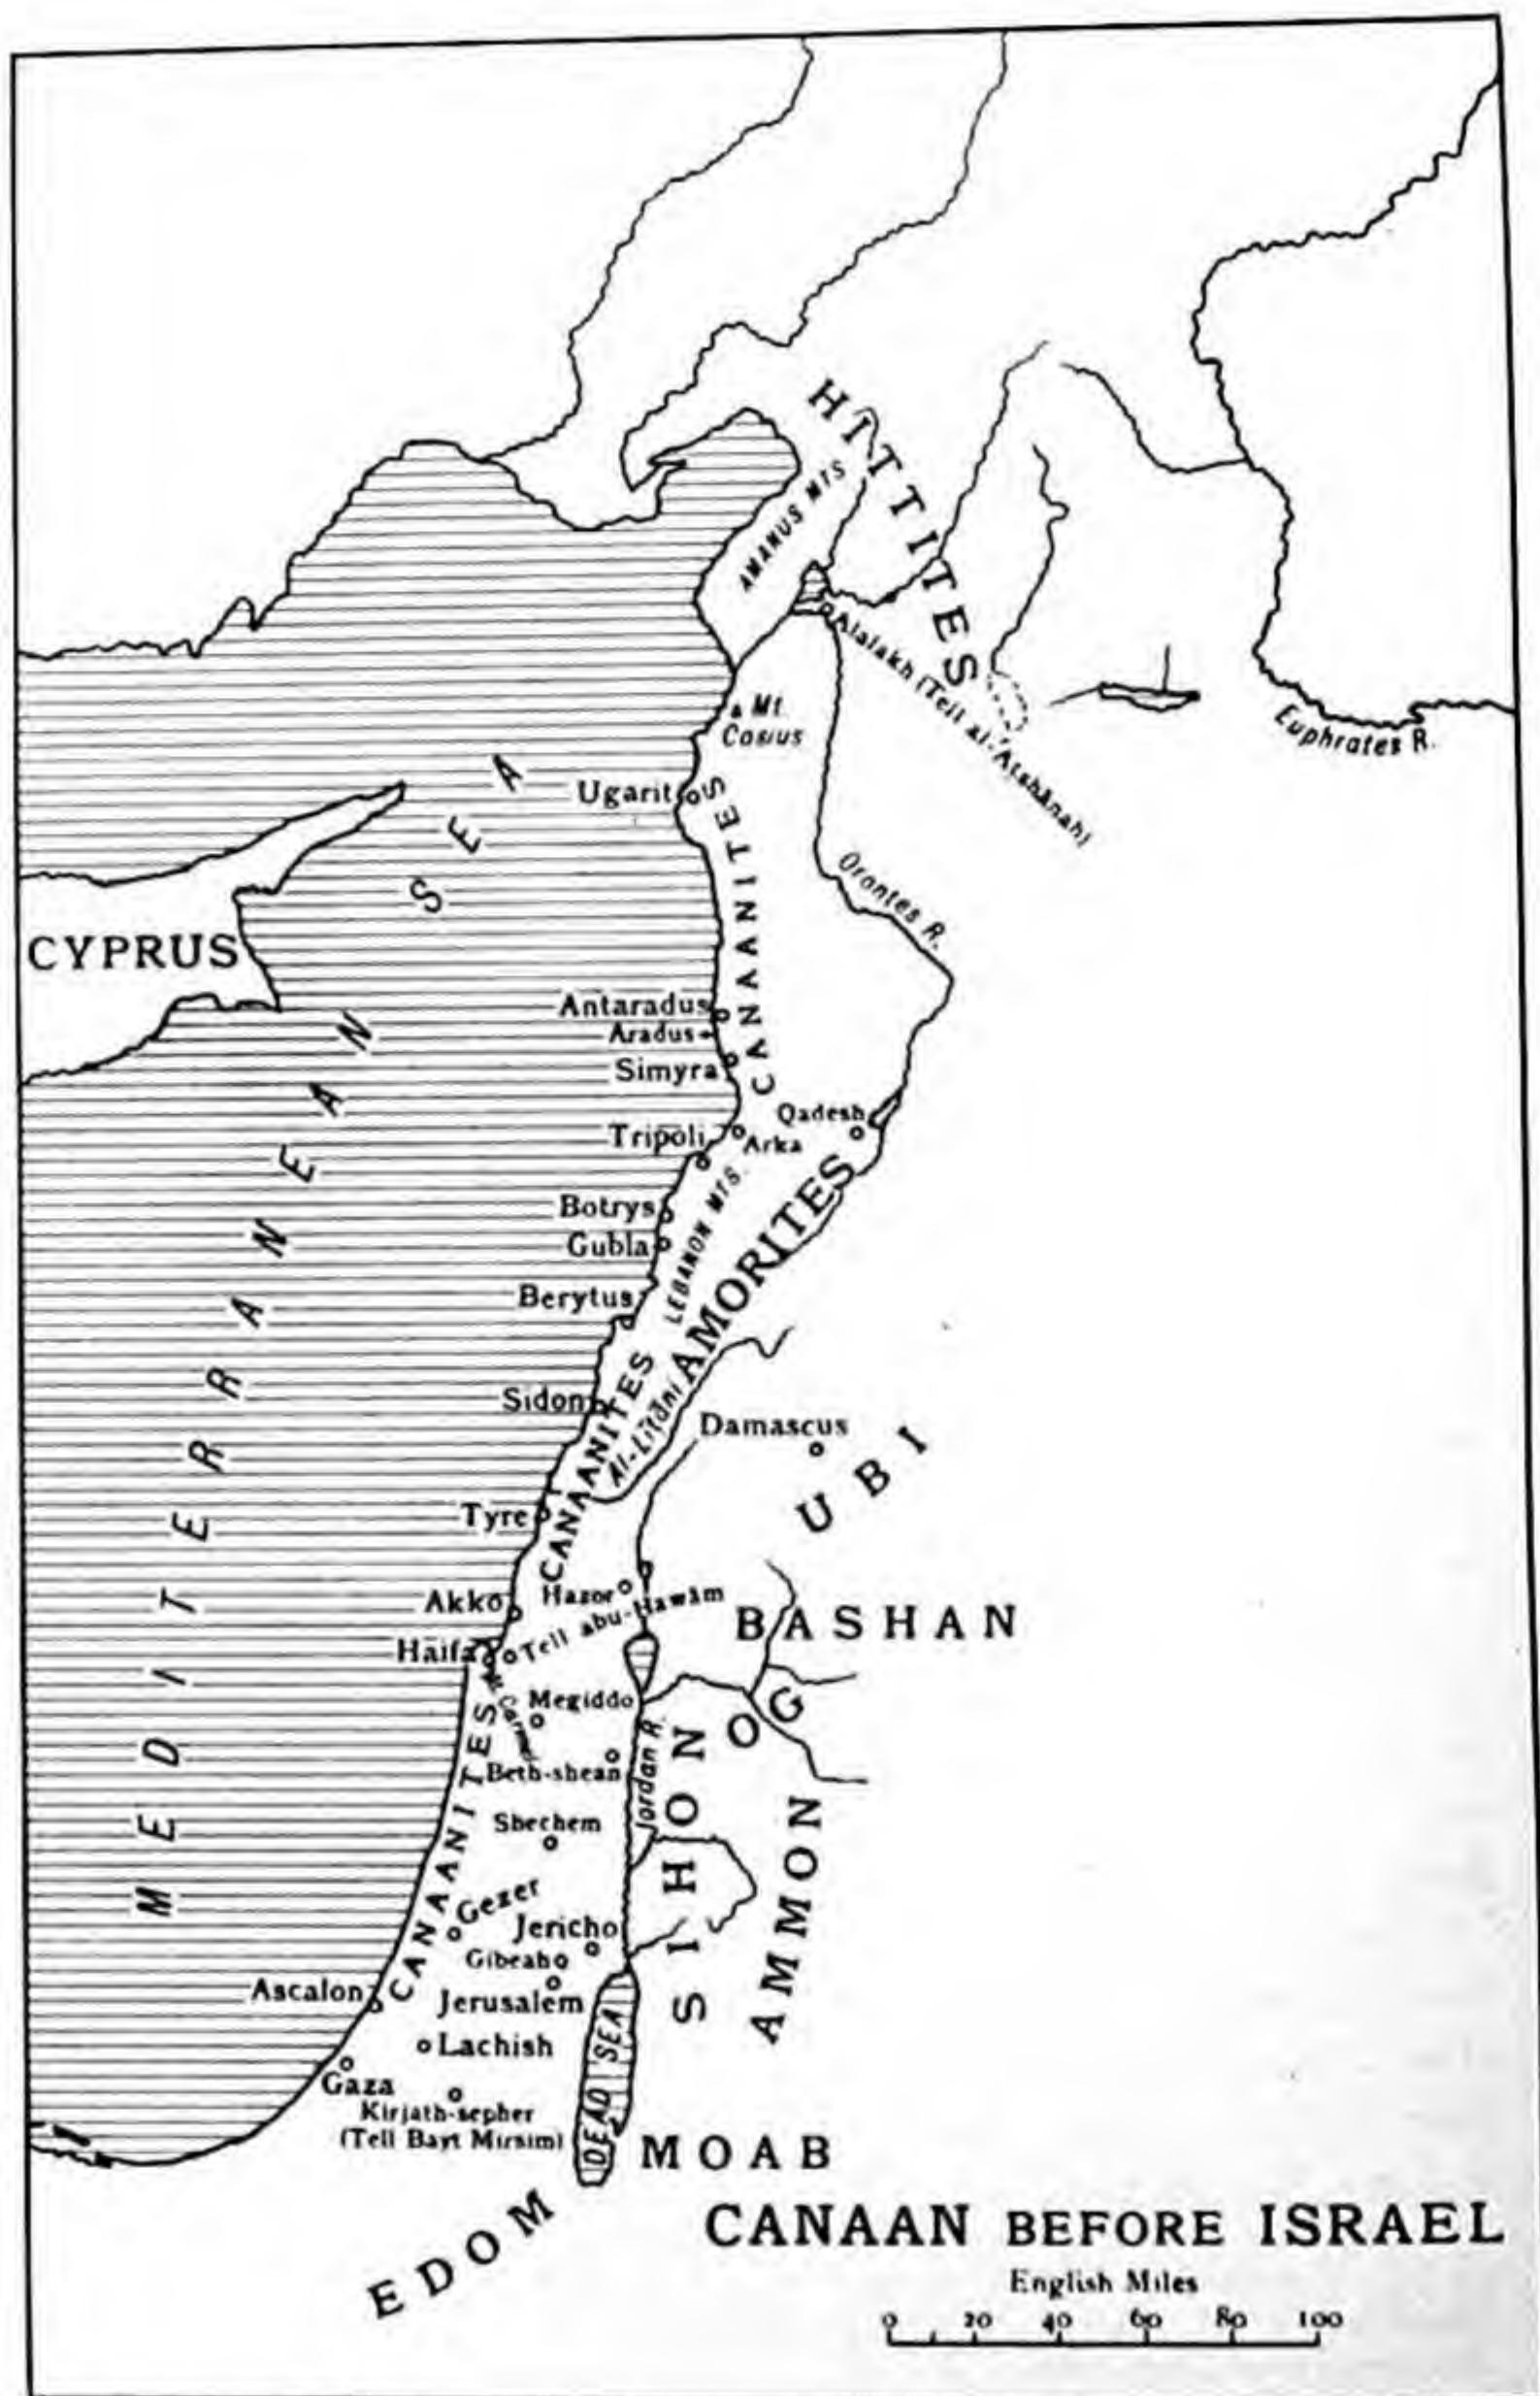 HITTITES
AMANUS MTS
Alalakh (Tell al-'Atshānah)
Euphrates R.
Mt.
Casius
Ugarit
CANAANITES
Orontes R.
MEDITERRANEAN SEA
CYPRUS
Antaradus
Aradus
Simyra
Qadesh
Tripoli
Arka
LEBANON MTS.
AMORITES
Botrys
Gubla
Berytus
Sidon
CANAANITES
Al-Līṭāni
Damascus
UBI
Tyre
Akko
Hazor
Tell abu-Hawām
BASHAN
Haifa
Mt. Carmel
Megiddo
OG
Beth-shean
Jordan R.
SIHON
AMMON
Shechem
CANAANITES
Gezer
Jericho
Gibeah
Ascalon
Jerusalem
Lachish
DEAD SEA
Gaza
Kirjath-sepher
(Tell Bayt Mirsim)
MOAB
EDOM
CANAAN BEFORE ISRAEL
English Miles
0 20 40 60 80 100